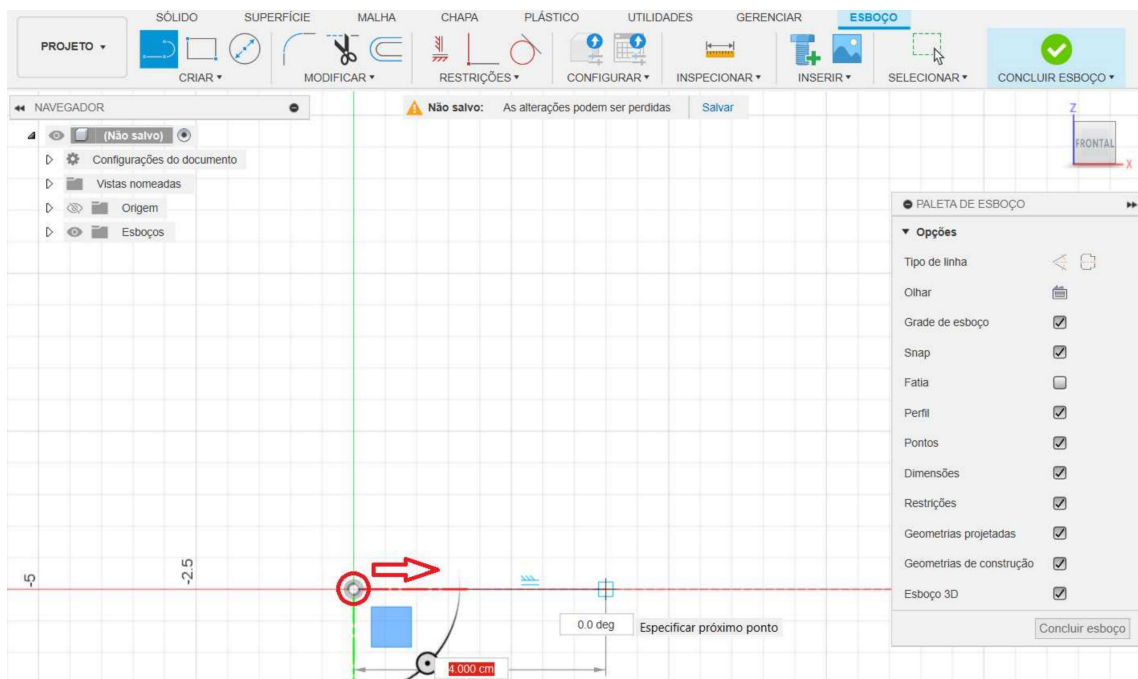 SÓLIDO SUPERFÍCIE MALHA CHAPA PLÁSTICO UTILIDADES GERENCIAR ESBOÇO
PROJETO
CRIAR MODIFICAR RESTRIÇÕES CONFIGURAR INSPECIONAR INSERIR SELECIONAR CONCLUIR ESBOÇO
NAVEGADOR
Não salvo: As alterações podem ser perdidas Salvar
(Não salvo)
Configurações do documento
Vistas nomeadas
Origem
Esboços
Z
FRONTAL
X
PALETA DE ESBOÇO
Opções
Tipo de linha
Olhar
Grade de esboço
Snap
Fatia
Perfil
Pontos
Dimensões
Restrições
Geometrias projetadas
Geometrias de construção
Esboço 3D
Concluir esboço
-5
-2.5
0.0 deg
Especificar próximo ponto
4.000 cm